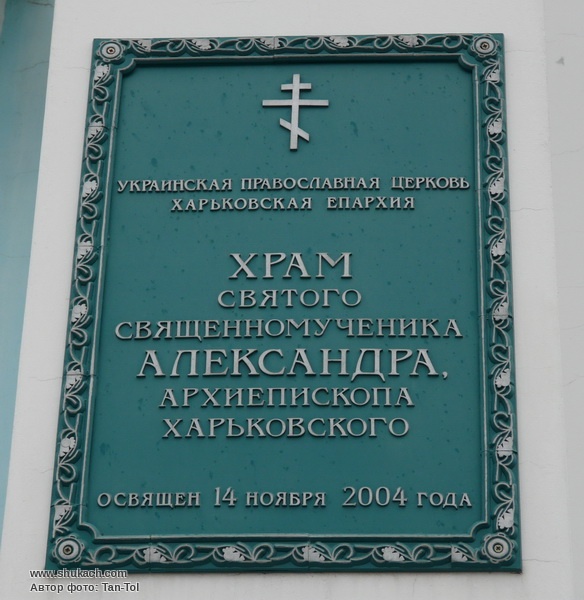 УКРАИНСКАЯ ПРАВОСЛАВНАЯ ЦЕРКОВЬ
ХАРЬКОВСКАЯ ЕПАРХИЯ
ХРАМ
СВЯТОГО
СВЯЩЕННОМУЧЕНИКА
АЛЕКСАНДРА,
АРХИЕПИСКОПА
ХАРЬКОВСКОГО
ОСВЯЩЕН 14 НОЯБРЯ 2004 ГОДА
www.shukach.com
Автор фото: Tan-Tol